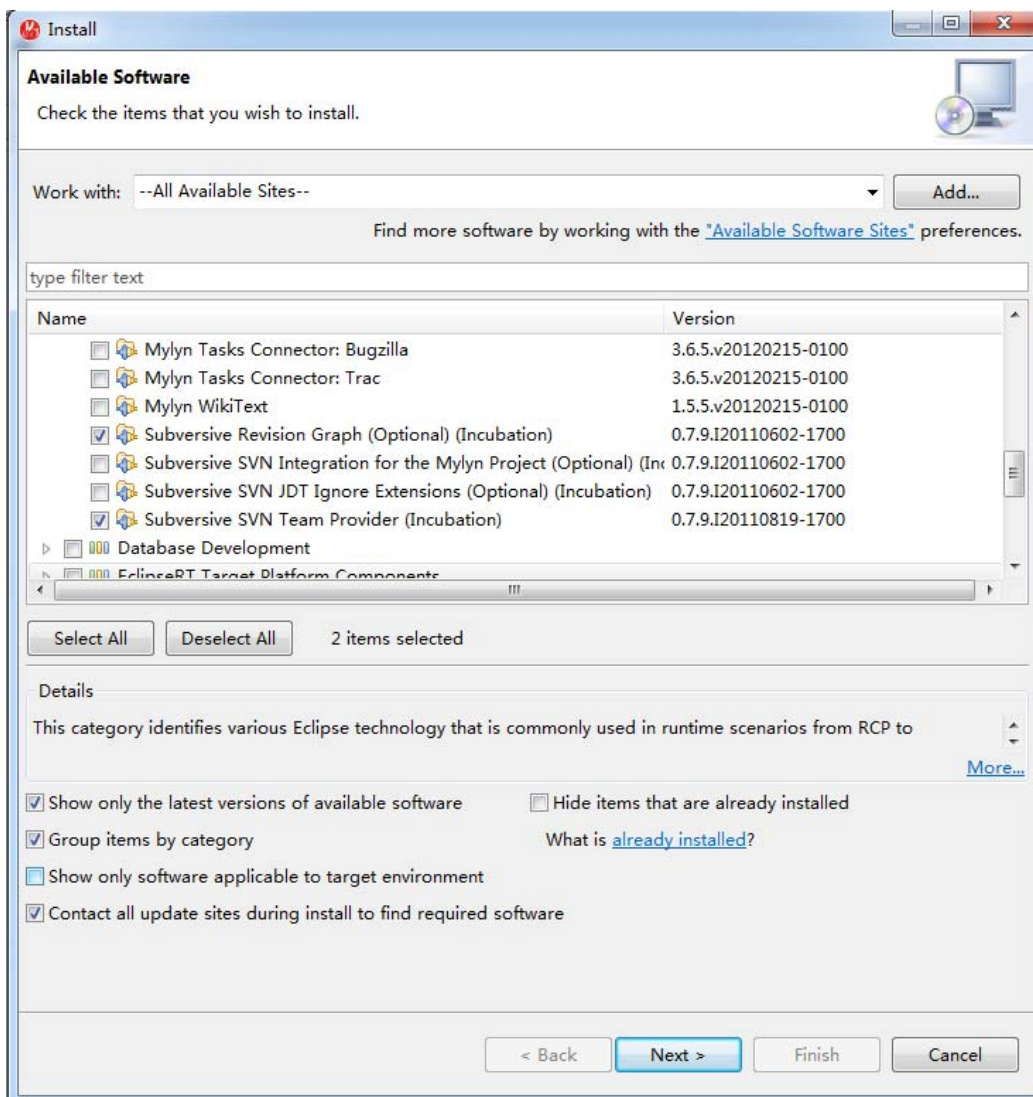 Install
Available Software
Check the items that you wish to install.
Work with: --All Available Sites-- Add...
Find more software by working with the "Available Software Sites" preferences.
type filter text
Name Version
Mylyn Tasks Connector: Bugzilla 3.6.5.v20120215-0100
Mylyn Tasks Connector: Trac 3.6.5.v20120215-0100
Mylyn WikiText 1.5.5.v20120215-0100
Subversive Revision Graph (Optional) (Incubation) 0.7.9.I20110602-1700
Subversive SVN Integration for the Mylyn Project (Optional) (Inc 0.7.9.I20110602-1700
Subversive SVN JDT Ignore Extensions (Optional) (Incubation) 0.7.9.I20110602-1700
Subversive SVN Team Provider (Incubation) 0.7.9.I20110819-1700
Database Development
EclipseRT Target Platform Components
Select All Deselect All 2 items selected
Details
This category identifies various Eclipse technology that is commonly used in runtime scenarios from RCP to
More...
Show only the latest versions of available software Hide items that are already installed
Group items by category What is already installed?
Show only software applicable to target environment
Contact all update sites during install to find required software
< Back Next > Finish Cancel